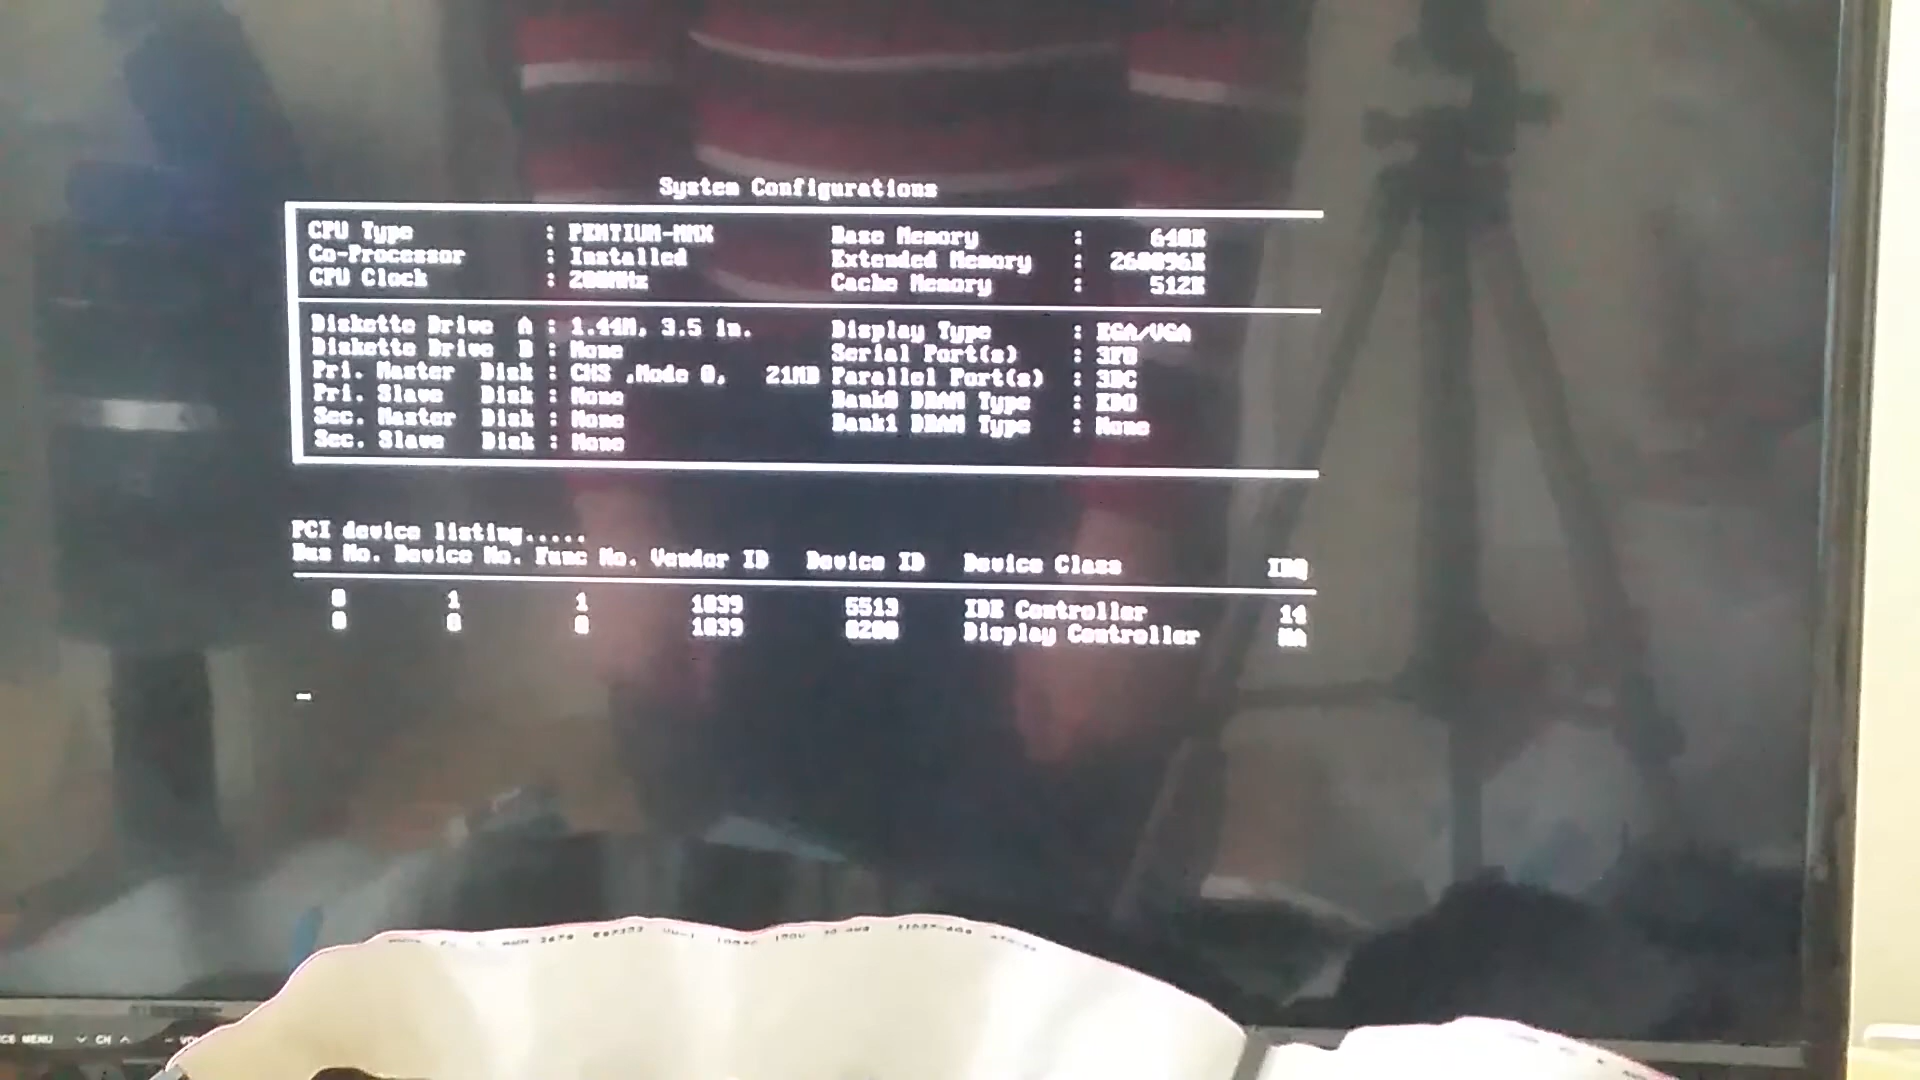 System Configurations
CPU Type : PENTIUM-MMX Base Memory : 640K
Co-Processor : Installed Extended Memory : 260096K
CPU Clock : 200MHz Cache Memory : 512K
Diskette Drive A : 1.44M, 3.5 in. Display Type : EGA/VGA
Diskette Drive B : None Serial Port(s) : 3F8
Pri. Master Disk : CHS ,Mode 0, 21MB Parallel Port(s) : 3BC
Pri. Slave Disk : None Bank0 DRAM Type : EDO
Sec. Master Disk : None Bank1 DRAM Type : None
Sec. Slave Disk : None
PCI device listing.....
Bus No. Device No. Func No. Vendor ID Device ID Device Class IRQ
0 1 1 1039 5513 IDE Controller 14
0 0 0 1039 0200 Display Controller NA
MENU CH